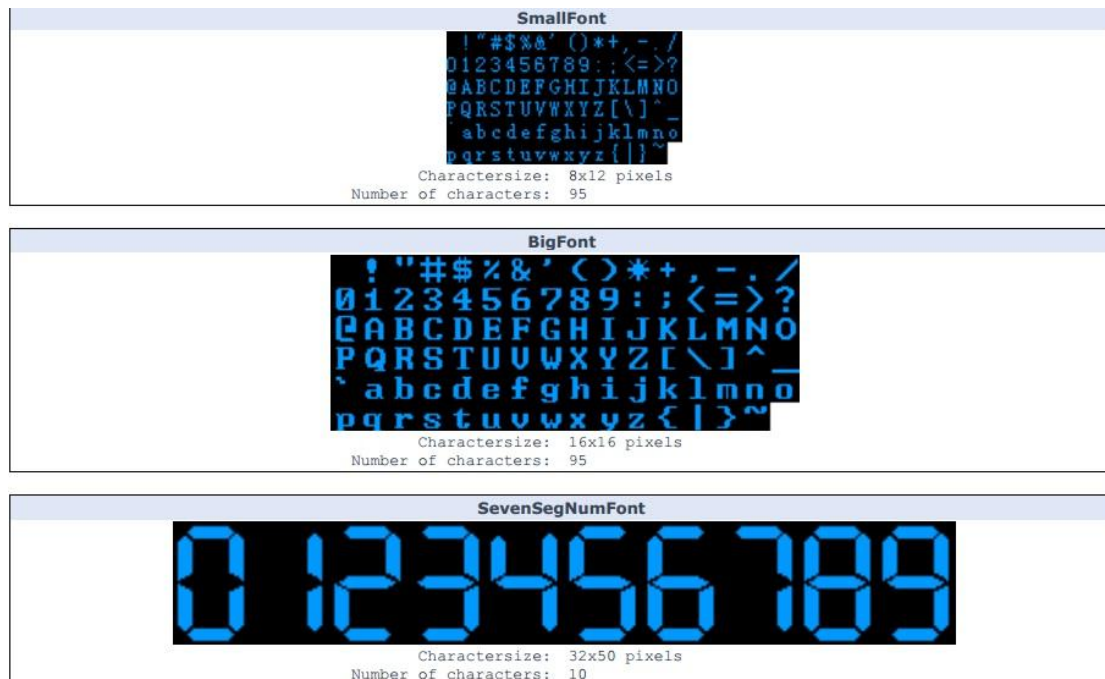 SmallFont
 !"#$%&'()*+,-./
0123456789:;<=>?
@ABCDEFGHIJKLMNO
PQRSTUVWXYZ[\]^_
`abcdefghijklmno
pqrstuvwxyz{|}~
Charactersize: 8x12 pixels
Number of characters: 95
BigFont
 !"#$%&'()*+,-./
0123456789:;<=>?
@ABCDEFGHIJKLMNO
PQRSTUVWXYZ[\]^_
`abcdefghijklmno
pqrstuvwxyz{|}~
Charactersize: 16x16 pixels
Number of characters: 95
SevenSegNumFont
0123456789
Charactersize: 32x50 pixels
Number of characters: 10